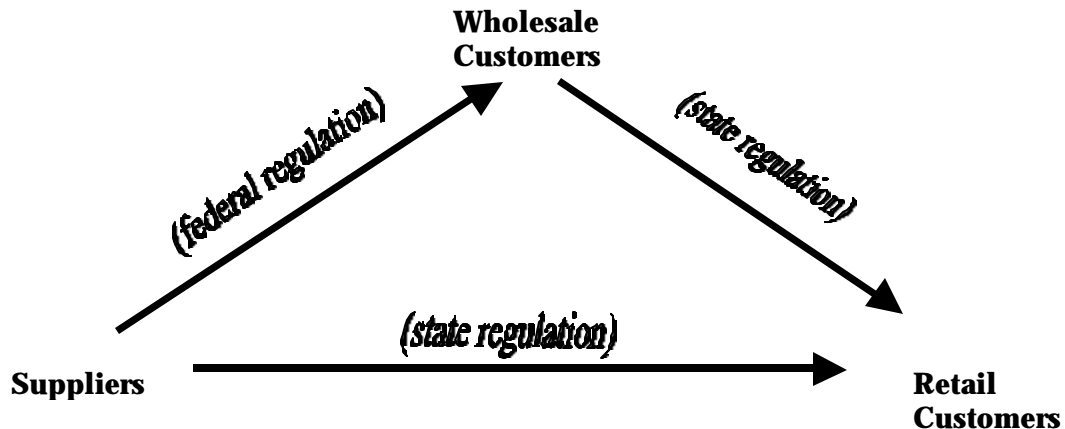 Wholesale
Customers
(federal regulation)
(state regulation)
(state regulation)
Suppliers
Retail
Customers